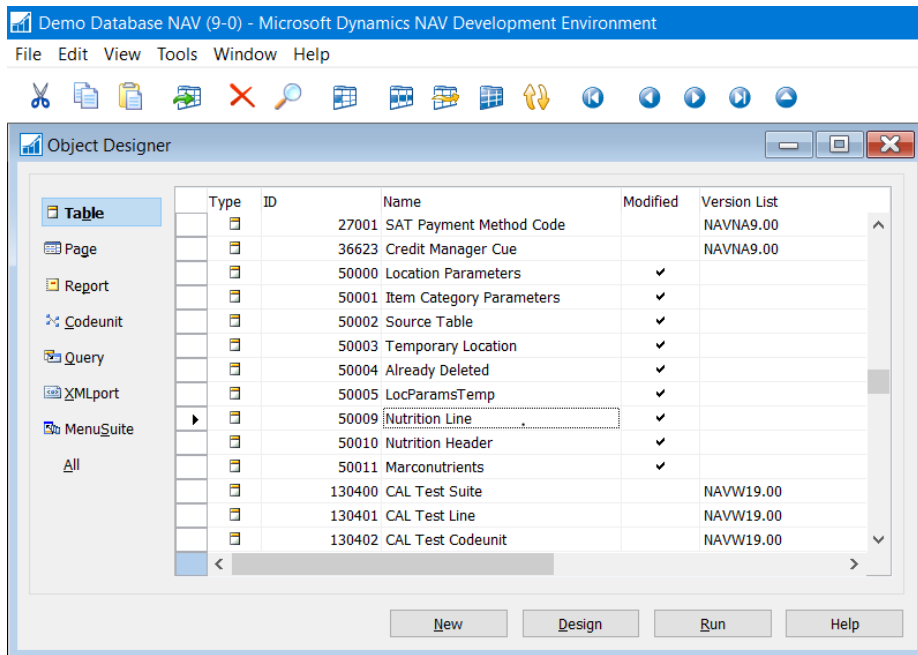 Demo Database NAV (9-0) - Microsoft Dynamics NAV Development Environment
File Edit View Tools Window Help
Object Designer
Table
Page
Report
Codeunit
Query
XMLport
MenuSuite
All
Type ID Name Modified Version List
27001 SAT Payment Method Code NAVNA9.00
36623 Credit Manager Cue NAVNA9.00
50000 Location Parameters
50001 Item Category Parameters
50002 Source Table
50003 Temporary Location
50004 Already Deleted
50005 LocParamsTemp
50009 Nutrition Line
50010 Nutrition Header
50011 Marconutrients
130400 CAL Test Suite NAVW19.00
130401 CAL Test Line NAVW19.00
130402 CAL Test Codeunit NAVW19.00
New Design Run Help